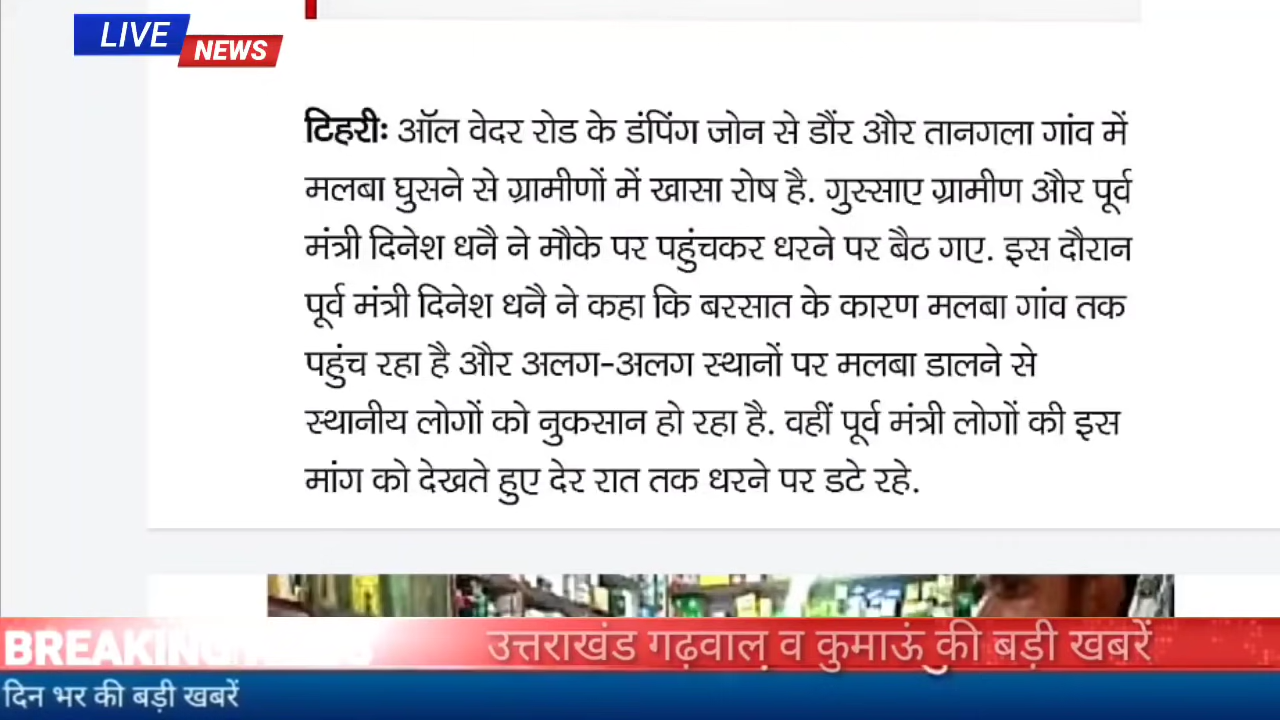 LIVE
NEWS
टिहरीः ऑल वेदर रोड के डंपिंग जोन से डौंर और तानगला गांव में
मलबा घुसने से ग्रामीणों में खासा रोष है. गुस्साए ग्रामीण और पूर्व
मंत्री दिनेश धनै ने मौके पर पहुंचकर धरने पर बैठ गए. इस दौरान
पूर्व मंत्री दिनेश धनै ने कहा कि बरसात के कारण मलबा गांव तक
पहुंच रहा है और अलग-अलग स्थानों पर मलबा डालने से
स्थानीय लोगों को नुकसान हो रहा है. वहीं पूर्व मंत्री लोगों की इस
मांग को देखते हुए देर रात तक धरने पर डटे रहे.
BREAKING NEWS
उत्तराखंड गढ़वाल व कुमाऊं की बड़ी खबरें
दिन भर की बड़ी खबरें